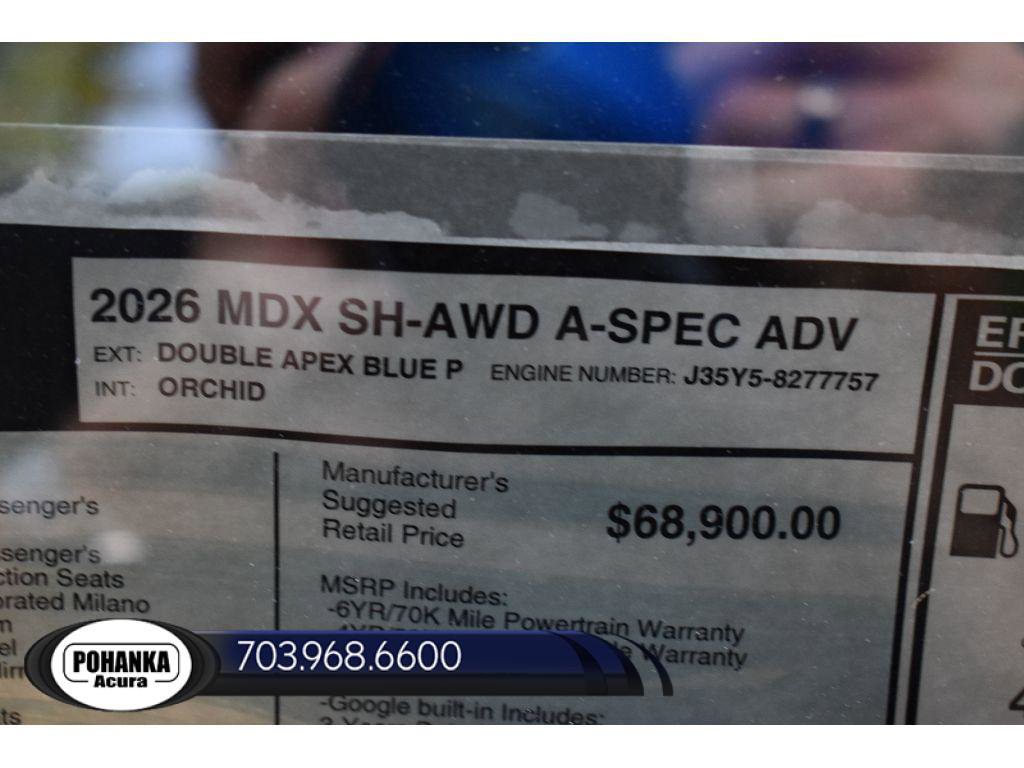 2026 MDX SH-AWD A-SPEC ADV
EXT: DOUBLE APEX BLUE P ENGINE NUMBER: J35Y5-8277757
INT: ORCHID
Manufacturer's
Suggested
Retail Price
$68,900.00
MSRP Includes:
-6YR/70K Mile Powertrain Warranty
Warranty
-Google built-in Includes:
senger's
senger's
ction Seats
orated Milano
POHANKA
Acura
703.968.6600